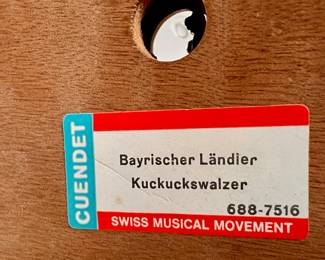 CUENDET
Bayrischer Ländler
Kuckuckswalzer
688-7516
SWISS MUSICAL MOVEMENT